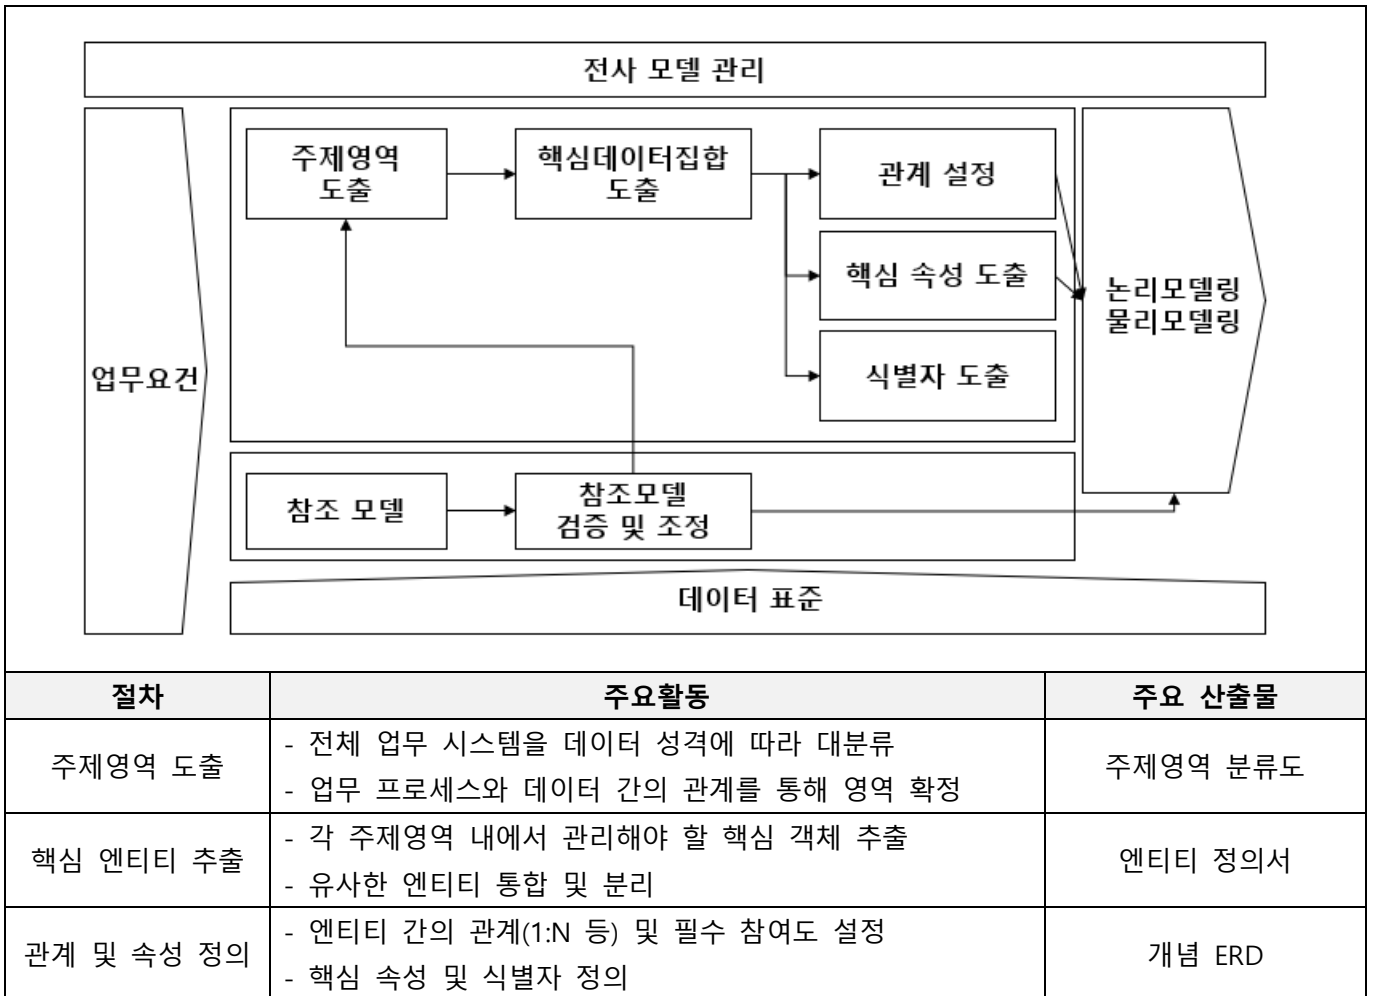 전사 모델 관리
주제영역
도출
핵심데이터집합
도출
관계 설정
핵심 속성 도출
식별자 도출
논리모델링
물리모델링
업무요건
참조 모델
참조모델
검증 및 조정
데이터 표준
절차
주요활동
주요 산출물
주제영역 도출
- 전체 업무 시스템을 데이터 성격에 따라 대분류
- 업무 프로세스와 데이터 간의 관계를 통해 영역 확정
주제영역 분류도
핵심 엔티티 추출
- 각 주제영역 내에서 관리해야 할 핵심 객체 추출
- 유사한 엔티티 통합 및 분리
엔티티 정의서
관계 및 속성 정의
- 엔티티 간의 관계(1:N 등) 및 필수 참여도 설정
- 핵심 속성 및 식별자 정의
개념 ERD